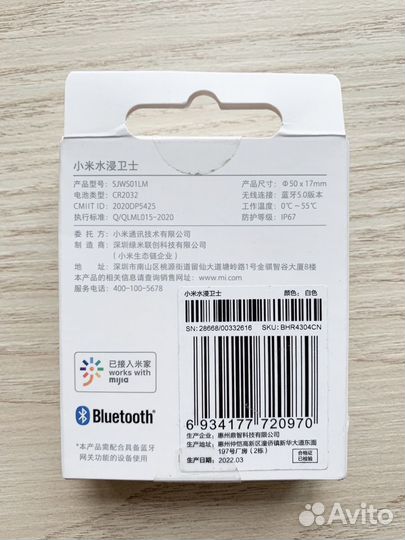 小米水浸卫士
产品型号: SJWS01LM
电池类型: CR2032
CMIIT ID: 2020DP5425
执行标准: Q/QLML015-2020
产品尺寸: Φ50 x 17mm
无线连接: 蓝牙5.0版本
工作温度: 0℃ ~ 55℃
防护等级: IP67
委 托 方: 小米通讯技术有限公司
制 造 商: 深圳绿米联创科技有限公司
(小米生态链企业)
地 址: 深圳市南山区桃源街道留仙大道塘岭路1号金骐智谷大厦8楼
更多产品详细信息请查询销售网址: www.mi.com
服务电话: 400-100-5678
小米水浸卫士 颜色: 白色
SN: 28668/00332616 SKU: BHR4304CN
6 934177 720970
生产企业: 惠州鼎智科技有限公司
生产地址: 惠州仲恺高新区潼侨镇新华大道东面
197号厂房 (2栋)
生产日期: 2022.03
合格证
已检验
已接入米家
works with
mijia
Bluetooth®
*本产品需配合具备蓝牙
网关功能的设备使用
Avito